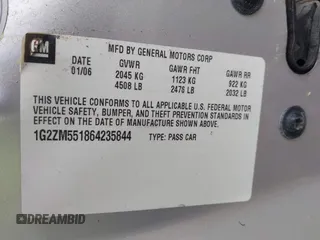 GM
MFD BY GENERAL MOTORS CORP
DATE GVWR GAWR FRT GAWR RR
01/06 2045 KG 1123 KG 922 KG
4508 LB 2476 LB 2032 LB
THIS VEHICLE CONFORMS TO ALL APPLICABLE U.S. FEDERAL MOTOR
VEHICLE SAFETY, BUMPER, AND THEFT PREVENTION STANDARDS IN
EFFECT ON THE DATE OF MANUFACTURE SHOWN ABOVE.
1G2ZM551864235844 TYPE: PASS CAR
DREAMBID